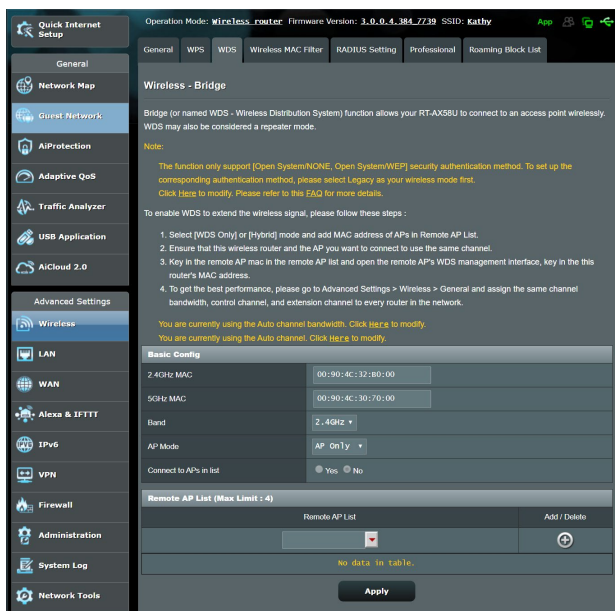 Quick Internet
Setup
General
Network Map
Guest Network
AiProtection
Adaptive QoS
Traffic Analyzer
USB Application
AiCloud 2.0
Advanced Settings
Wireless
LAN
WAN
Alexa & IFTTT
IPv6
VPN
Firewall
Administration
System Log
Network Tools
Operation Mode: Wireless router Firmware Version: 3.0.0.4.384_7739 SSID: Kathy
App
General WPS WDS Wireless MAC Filter RADIUS Setting Professional Roaming Block List
Wireless - Bridge
Bridge (or named WDS - Wireless Distribution System) function allows your RT-AX58U to connect to an access point wirelessly.
WDS may also be considered a repeater mode.
Note:
The function only support [Open System/NONE, Open System/WEP] security authentication method. To set up the
corresponding authentication method, please select Legacy as your wireless mode first.
Click Here to modify. Please refer to this FAQ for more details.
To enable WDS to extend the wireless signal, please follow these steps :
1. Select [WDS Only] or [Hybrid] mode and add MAC address of APs in Remote AP List.
2. Ensure that this wireless router and the AP you want to connect to use the same channel.
3. Key in the remote AP mac in the remote AP list and open the remote AP's WDS management interface, key in the this
router's MAC address.
4. To get the best performance, please go to Advanced Settings > Wireless > General and assign the same channel
bandwidth, control channel, and extension channel to every router in the network.
You are currently using the Auto channel bandwidth. Click Here to modify.
You are currently using the Auto channel. Click Here to modify.
Basic Config
2.4GHz MAC 00:90:4C:32:B0:00
5GHz MAC 00:90:4C:30:70:00
Band 2.4GHz
AP Mode AP Only
Connect to APs in list Yes No
Remote AP List (Max Limit : 4)
Remote AP List Add / Delete
No data in table.
Apply